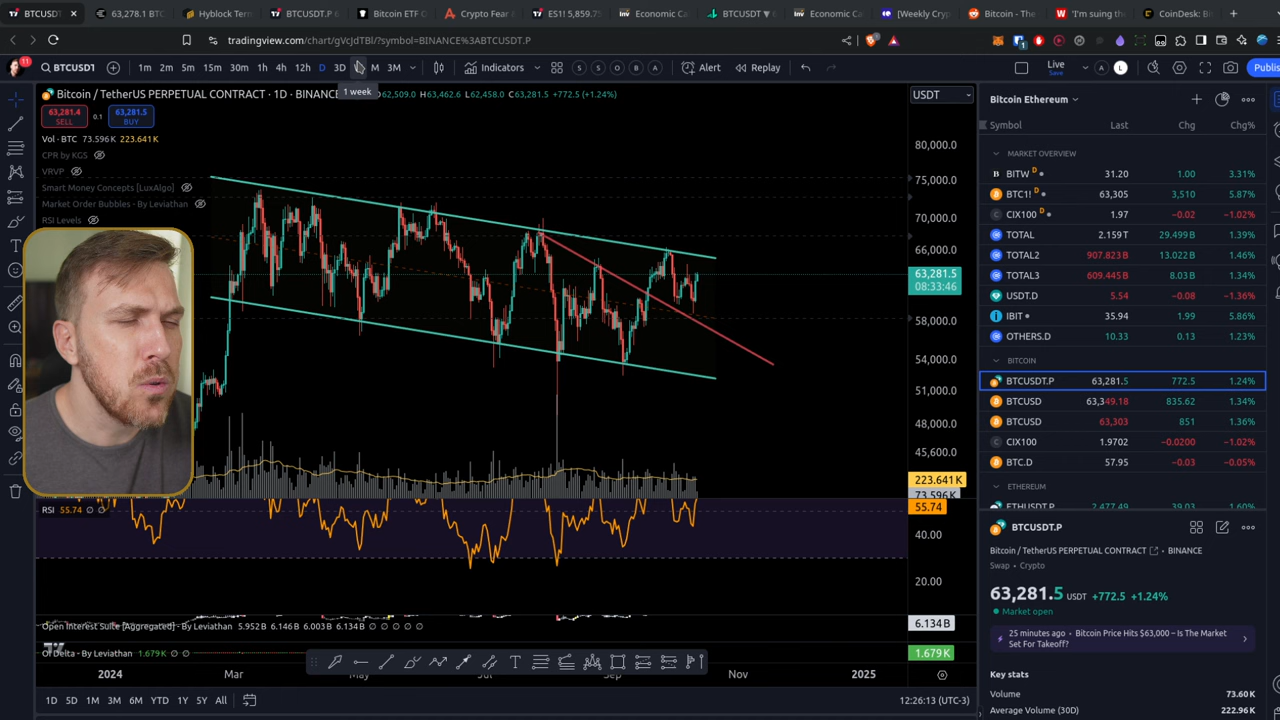 BTCUSDT
63,278.1 BTC
Hyblock Term
BTCUSDT.P 6
Bitcoin ETF
Crypto Fear &
ES1! 5,859.75
Economic Ca
BTCUSDT
Economic Ca
[Weekly Cryp
Bitcoin - The
'I'm suing the
CoinDesk: Bi
tradingview.com/chart/gVcJdTBl/?symbol=BINANCE%3ABTCUSDT.P
11
BTCUSDT
1m 2m 5m 15m 30m 1h 4h 12h D 3D M 3M
Indicators
S S O B A
Alert
Replay
Live
Save
A L
Publis
Bitcoin / TetherUS PERPETUAL CONTRACT · 1D · BINANC
1 week
62,509.0 H63,462.6 L62,458.0 C63,281.5 +772.5 (+1.24%)
USDT
63,281.4
SELL
0.1
63,281.5
BUY
Vol · BTC 73.596K 223.641K
CPR by KGS
VRVP
Smart Money Concepts [LuxAlgo]
Market Order Bubbles - By Leviathan
RSI Levels
80,000.0
75,000.0
70,000.0
66,000.0
63,281.5
08:33:46
58,000.0
54,000.0
51,000.0
48,000.0
45,600.0
223.641K
73.596K
RSI 55.74
55.74
40.00
20.00
Open Interest Suite [Aggregated] - By Leviathan 5.952B 6.146B 6.003B 6.134B
6.134B
OI Delta - By Leviathan 1.679K
1.679K
2024 Mar May Jul Sep Nov 2025
1D 5D 1M 3M 6M YTD 1Y 5Y All
12:26:13 (UTC-3)
Bitcoin Ethereum
Symbol Last Chg Chg%
MARKET OVERVIEW
BITW D 31.20 1.00 3.31%
BTC1! D 63,305 3,510 5.87%
CIX100 D 1.97 −0.02 −1.02%
TOTAL 2.159T 29.499B 1.39%
TOTAL2 907.823B 13.022B 1.46%
TOTAL3 609.445B 8.03B 1.34%
USDT.D 5.54 −0.08 −1.36%
IBIT 35.94 1.99 5.86%
OTHERS.D 10.33 0.13 1.23%
BITCOIN
BTCUSDT.P 63,281.5 772.5 1.24%
BTCUSD 63,349.18 835.62 1.34%
BTCUSD 63,303 851 1.36%
CIX100 1.9702 −0.0200 −1.02%
BTC.D 57.95 −0.03 −0.05%
ETHEREUM
ETHUSDT.P 2,477.49 39.03 1.60%
BTCUSDT.P
Bitcoin / TetherUS PERPETUAL CONTRACT • BINANCE
Swap • Crypto
63,281.5 USDT +772.5 +1.24%
Market open
25 minutes ago • Bitcoin Price Hits $63,000 – Is The Market
Set For Takeoff?
Key stats
Volume 73.60K
Average Volume (30D) 222.96K